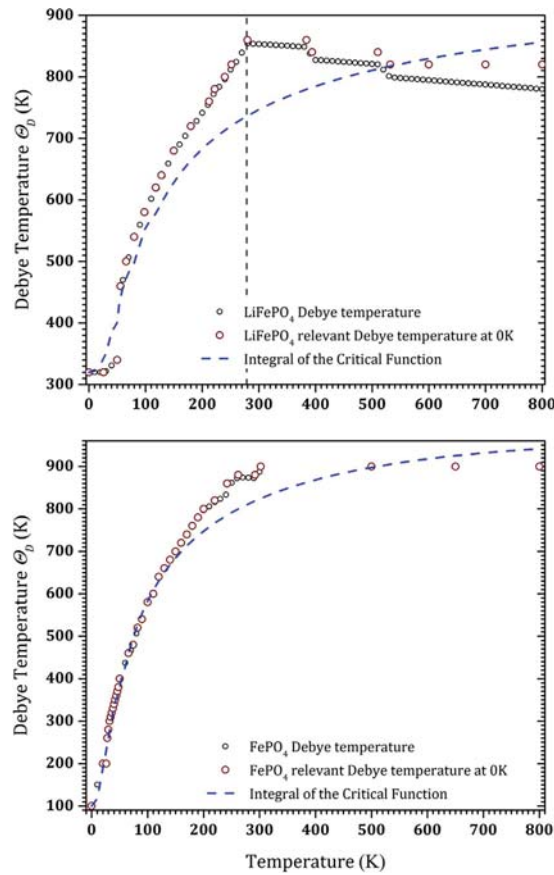 900
800
700
600
500
400
300
Debye Temperature Θ_D (K)
LiFePO₄ Debye temperature
LiFePO₄ relevant Debye temperature at 0K
Integral of the Critical Function
0 100 200 300 400 500 600 700 800
900
800
700
600
500
400
300
200
100
Debye Temperature Θ_D (K)
FePO₄ Debye temperature
FePO₄ relevant Debye temperature at 0K
Integral of the Critical Function
0 100 200 300 400 500 600 700 800
Temperature (K)